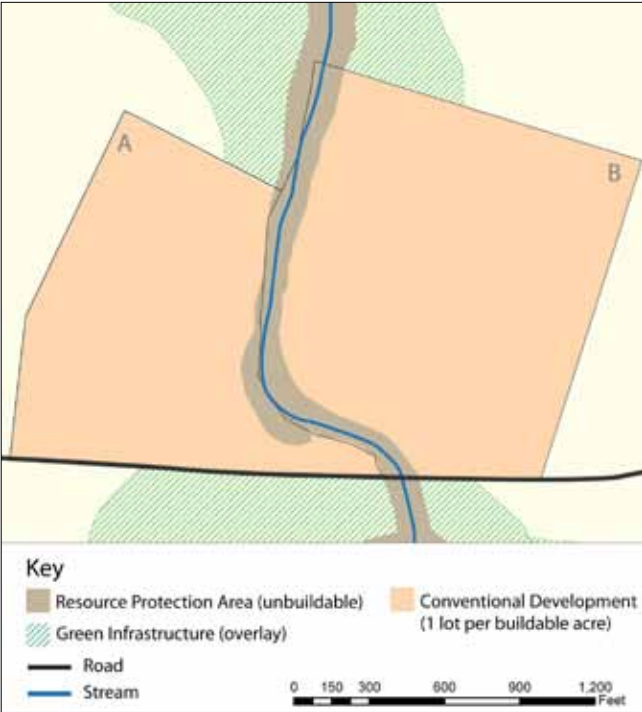 A
B
Key
Resource Protection Area (unbuildable)
Green Infrastructure (overlay)
Road
Stream
Conventional Development
(1 lot per buildable acre)
0 150 300 600 900 1,200
Feet